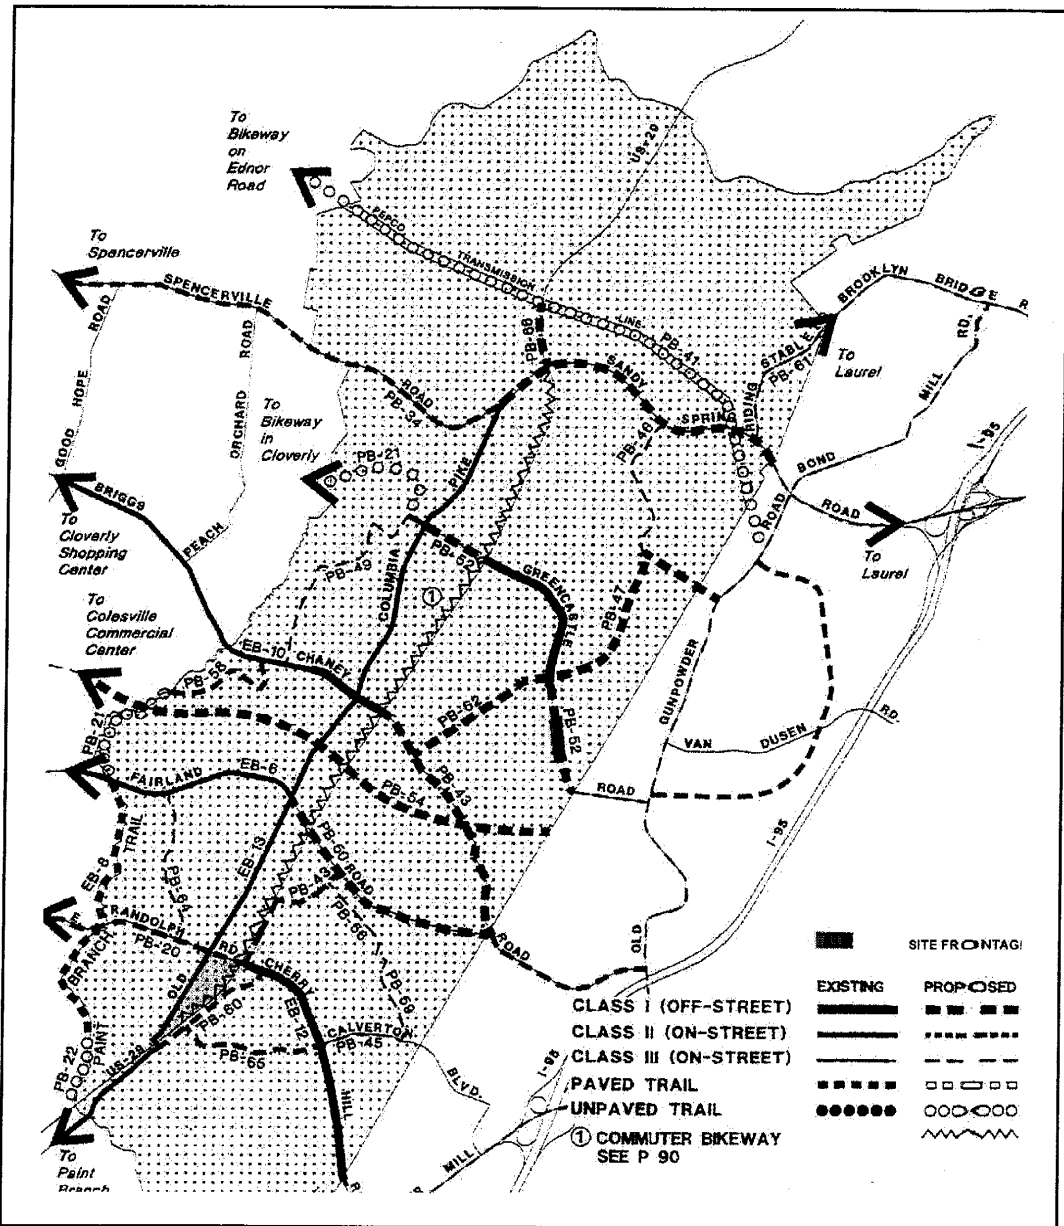 To
Bikeway
on
Ednor
Road
US-29
To
Spencerville
PEPCO
TRANSMISSION
LINE
PB-41
SPENCERVILLE
ROAD
PB-34
GOOD HOPE ROAD
ORCHARD ROAD
PEACH
PB-68
SANDY
SPRING
ROAD
RIDING
STABLE
PB-61
BROOKLYN
BRIDGE
R
RD.
MILL
BOND
ROAD
To
Laurel
I-95
To
Laurel
To
Bikeway
in
Cloverly
PB-21
PIKE
COLUMBIA
OLD
PB-46
BRIGGS
CHANEY
EB-10
To
Cloverly
Shopping
Center
PB-49
PB-52
GREENCASTLE
PB-47
1
To
Colesville
Commercial
Center
PB-58
PB-62
PB-52
ROAD
GUNPOWDER
OLD
VAN DUSEN RD.
PB-21
FAIRLAND
EB-6
PB-54
PB-43
PB-60
ROAD
ROAD
TRAIL
EB-8
BRANCH
PAINT
PB-64
EB-13
PB-43
PB-66
RANDOLPH
RD.
PB-20
CHERRY
HILL
R
EB-12
PB-60
PB-69
PB-65
CALVERTON
PB-45
BLVD.
PB-22
US-29
To
Paint
Branch
I-95
I-95
MILL
SITE FRONTAG
EXISTING PROPOSED
CLASS I (OFF-STREET)
CLASS II (ON-STREET)
CLASS III (ON-STREET)
PAVED TRAIL
UNPAVED TRAIL
1 COMMUTER BIKEWAY
SEE P 90